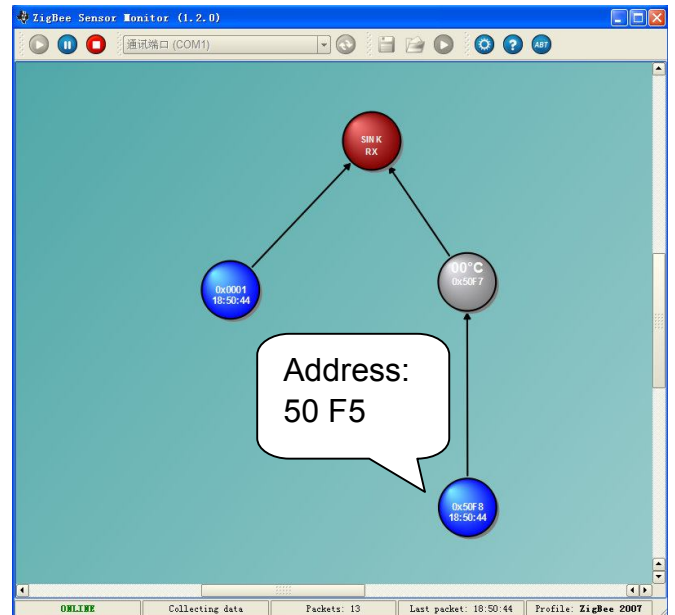 ZigBee Sensor Monitor (1.2.0)
通讯端口 (COM1)
ABT
SINK
RX
0x0001
18:50:44
00°C
0x50F7
Address:
50 F5
0x50F8
18:50:44
ONLINE
Collecting data
Packets: 13
Last packet: 18:50:44
Profile: ZigBee 2007